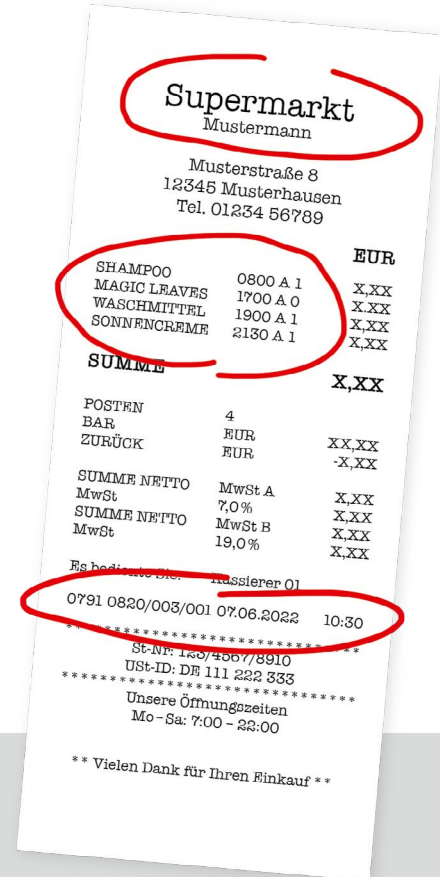 Supermarkt
Mustermann
Musterstraße 8
12345 Musterhausen
Tel. 01234 56789
EUR
SHAMPOO 0800 A 1 X,XX
MAGIC LEAVES 1700 A 0 X.XX
WASCHMITTEL 1900 A 1 X,XX
SONNENCREME 2130 A 1 X,XX
SUMME X,XX
POSTEN 4
BAR EUR XX,XX
ZURÜCK EUR -X,XX
SUMME NETTO MwSt A X,XX
MwSt 7,0% X,XX
SUMME NETTO MwSt B X,XX
MwSt 19,0% X,XX
Es bediente Sie: Kassierer 01
0791 0820/003/001 07.06.2022 10:30
* * * * * * * * * * * * * * * * * * * * * * * * * * * * * *
St-Nr: 123/4567/8910
USt-ID: DE 111 222 333
* * * * * * * * * * * * * * * * * * * * * * * * * * * * * *
Unsere Öffnungszeiten
Mo – Sa: 7:00 – 22:00
* * Vielen Dank für Ihren Einkauf * *